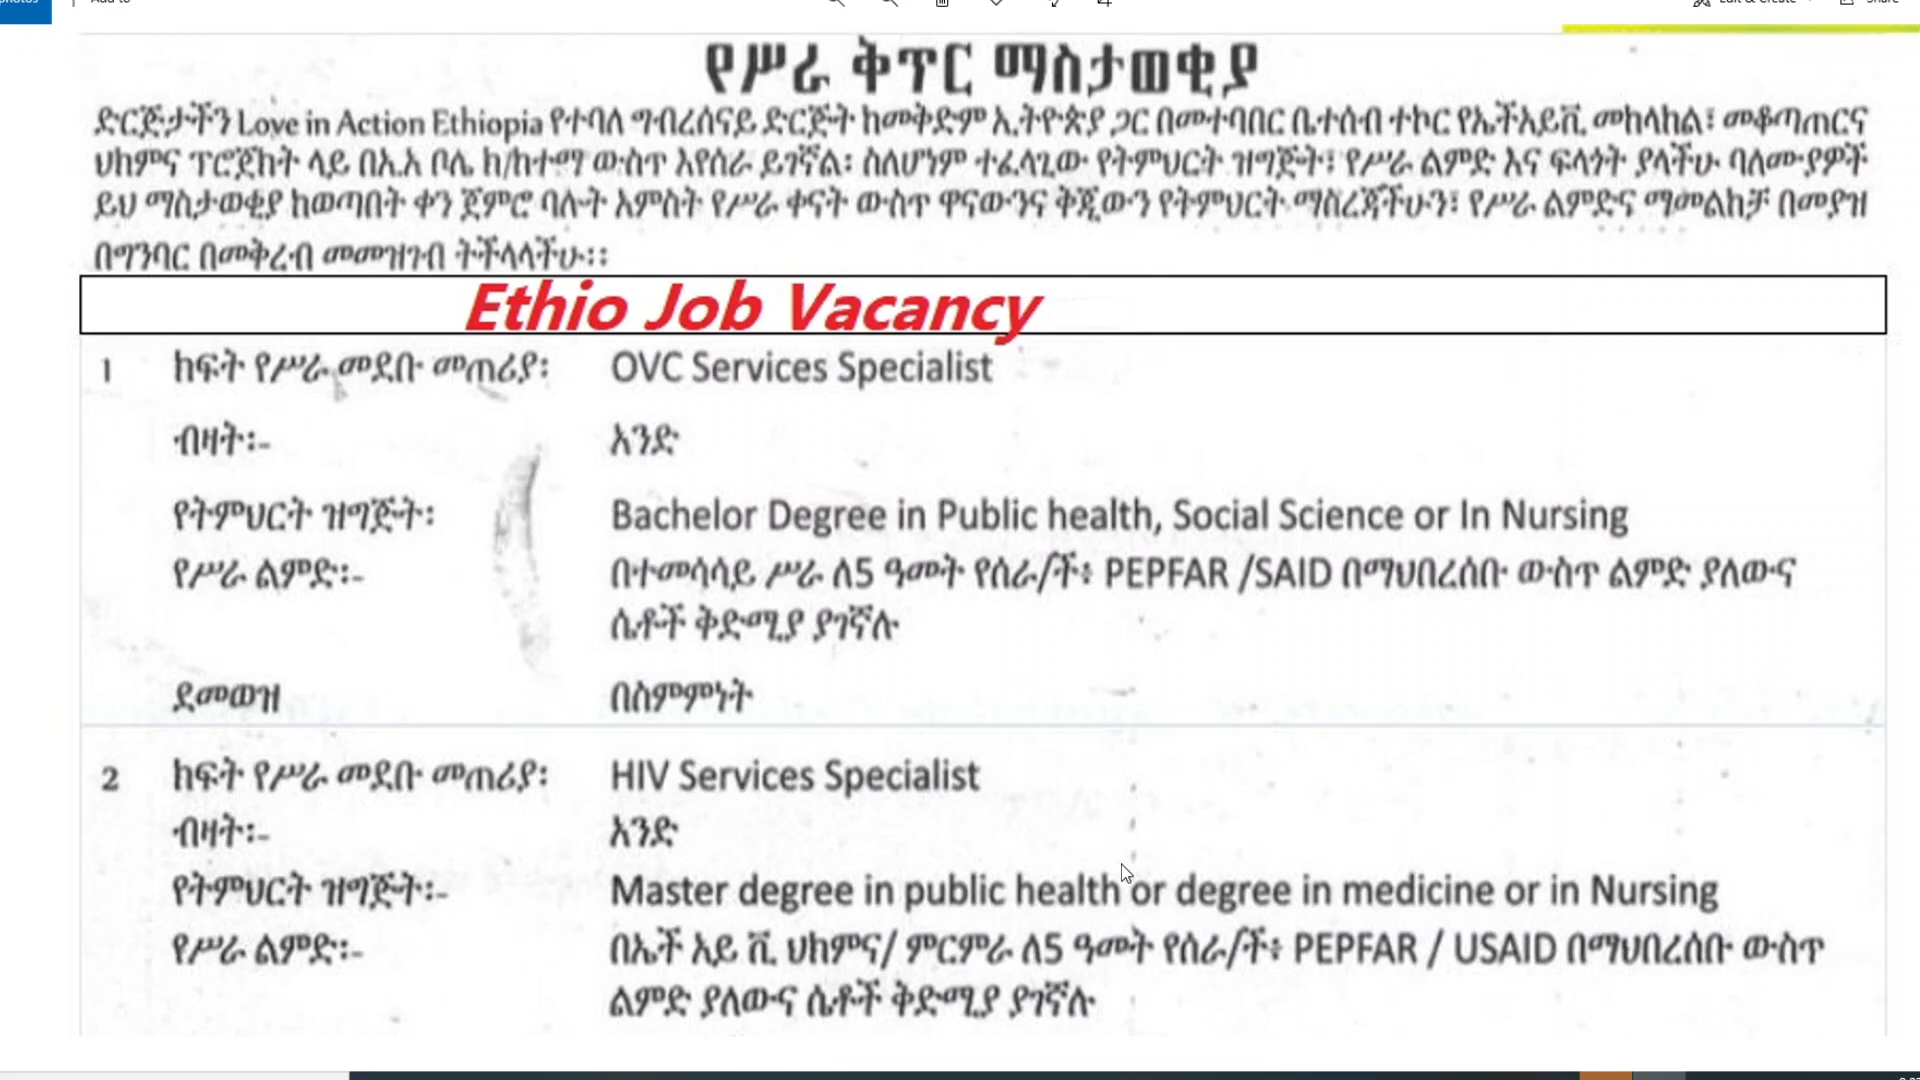 የሥራ ቅጥር ማስታወቂያ
ድርጅታችን Love in Action Ethiopia የተባለ ግብረሰናይ ድርጅት ከመቅድም ኢትዮጵያ ጋር በመተባበር ቤተሰብ ተኮር የኤችአይቪ መከላከል፤ መቆጣጠርና
ህክምና ፕሮጀክት ላይ በአ.አ ቦሌ ክ/ከተማ ውስጥ እየሰራ ይገኛል፡ ስለሆነም ተፈላጊው የትምህርት ዝግጅት፤ የሥራ ልምድ እና ፍላጎት ያላችሁ ባለሙያዎች
ይህ ማስታወቂያ ከወጣበት ቀን ጀምሮ ባሉት አምስት የሥራ ቀናት ውስጥ ዋናውንና ቅጂውን የትምህርት ማስረጃችሁን፤ የሥራ ልምድና ማመልከቻ በመያዝ
በግንባር በመቅረብ መመዝገብ ትችላላችሁ፡፡
Ethio Job Vacancy
1 ክፍት የሥራ መደቡ መጠሪያ፡ OVC Services Specialist
ብዛት፡- አንድ
የትምህርት ዝግጅት፡ Bachelor Degree in Public health, Social Science or In Nursing
የሥራ ልምድ፡- በተመሳሳይ ሥራ ለ5 ዓመት የሰራ/ች፥ PEPFAR /SAID በማህበረሰቡ ውስጥ ልምድ ያለውና
ሴቶች ቅድሚያ ያገኛሉ
ደመወዝ በስምምነት
2 ክፍት የሥራ መደቡ መጠሪያ፡ HIV Services Specialist
ብዛት፡- አንድ
የትምህርት ዝግጅት፡- Master degree in public health or degree in medicine or in Nursing
የሥራ ልምድ፡- በኤች አይ ቪ ህክምና/ ምርምራ ለ5 ዓመት የሰራ/ች፥ PEPFAR / USAID በማህበረሰቡ ውስጥ
ልምድ ያለውና ሴቶች ቅድሚያ ያገኛሉ